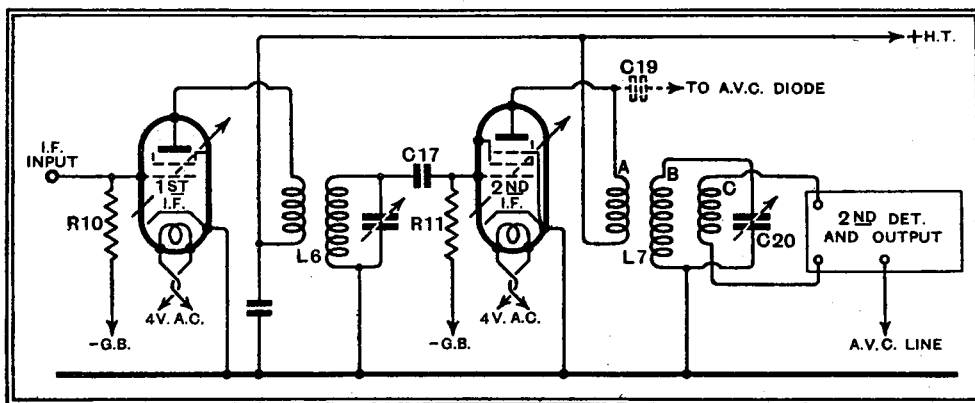 +H.T.
C19
TO A.V.C. DIODE
I.F.
INPUT
C17
A
B
C
1ST
I.F.
2ND
I.F.
R10
R11
L6
L7
C20
2ND DET.
AND OUTPUT
4V. A.C.
4V. A.C.
-G.B.
-G.B.
A.V.C. LINE